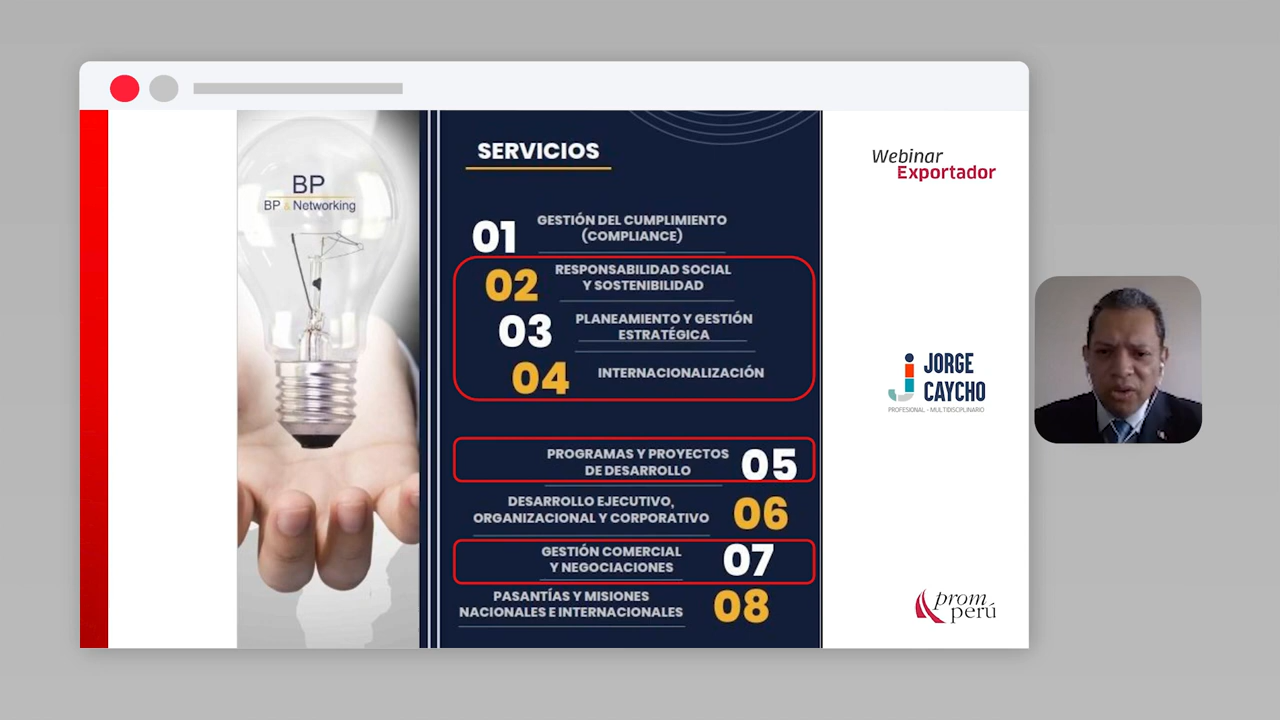 BP
BP & Networking
SERVICIOS
01
GESTIÓN DEL CUMPLIMIENTO
(COMPLIANCE)
02
RESPONSABILIDAD SOCIAL
Y SOSTENIBILIDAD
03
PLANEAMIENTO Y GESTIÓN
ESTRATÉGICA
04
INTERNACIONALIZACIÓN
PROGRAMAS Y PROYECTOS
DE DESARROLLO
05
DESARROLLO EJECUTIVO,
ORGANIZACIONAL Y CORPORATIVO
06
GESTIÓN COMERCIAL
Y NEGOCIACIONES
07
PASANTÍAS Y MISIONES
NACIONALES E INTERNACIONALES
08
Webinar
Exportador
JORGE
CAYCHO
PROFESIONAL - MULTIDISCIPLINARIO
prom
perú